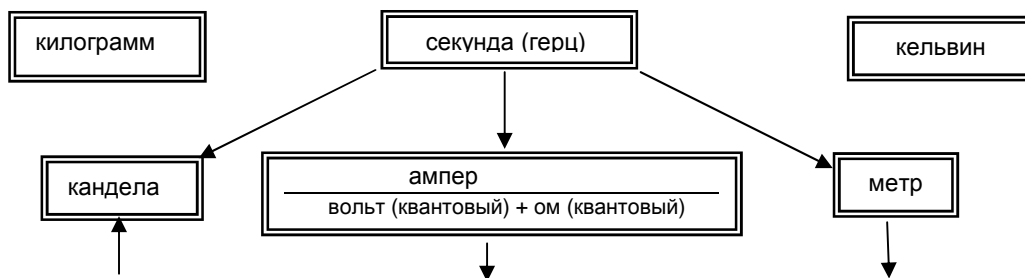 килограмм
секунда (герц)
кельвин
кандела
ампер
вольт (квантовый) + ом (квантовый)
метр